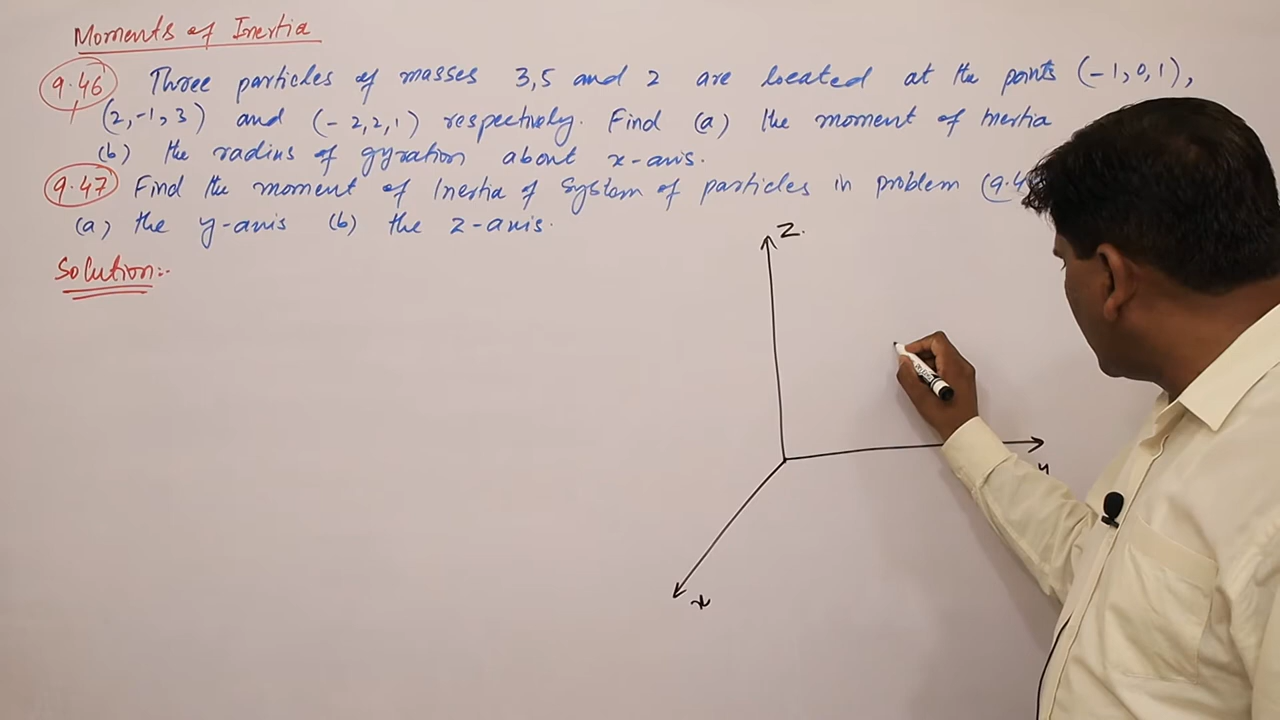 Moments of Inertia
9.46 Three particles of masses 3,5 and 2 are located at the points (-1,0,1),
(2,-1,3) and (-2,2,1) respectively. Find (a) the moment of Inertia
(b) the radius of gyration about x-axis.
9.47 Find the moment of Inertia of System of particles in problem (9.4
(a) the y-axis (b) the z-axis.
Solution:-
z.
y
x